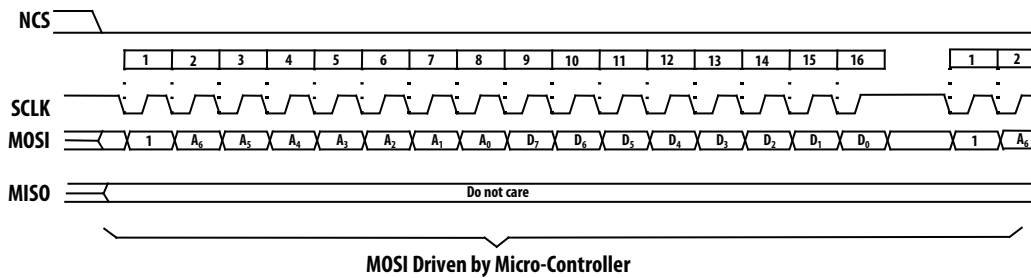 NCS
1 2 3 4 5 6 7 8 9 10 11 12 13 14 15 16 1 2
SCLK
MOSI 1 A6 A5 A4 A3 A2 A1 A0 D7 D6 D5 D4 D3 D2 D1 D0 1 A6
MISO Do not care
MOSI Driven by Micro-Controller